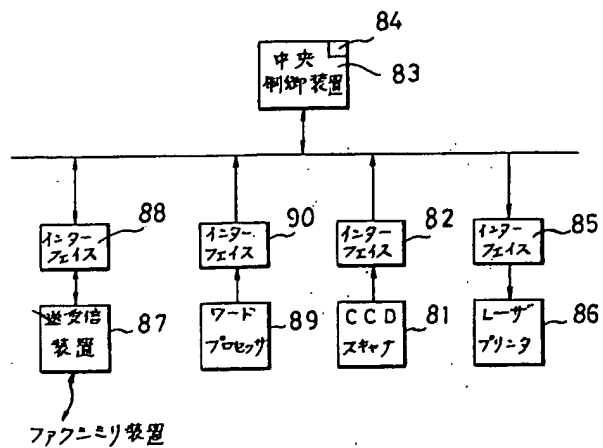 84
中央
制御装置
83
インター
フェイス
88
インター
フェイス
90
インター
フェイス
82
インター
フェイス
85
送受信
装置
87
ワード
プロセッサ
89
CCD
スキャナ
81
レーザ
プリンタ
86
ファクシミリ装置